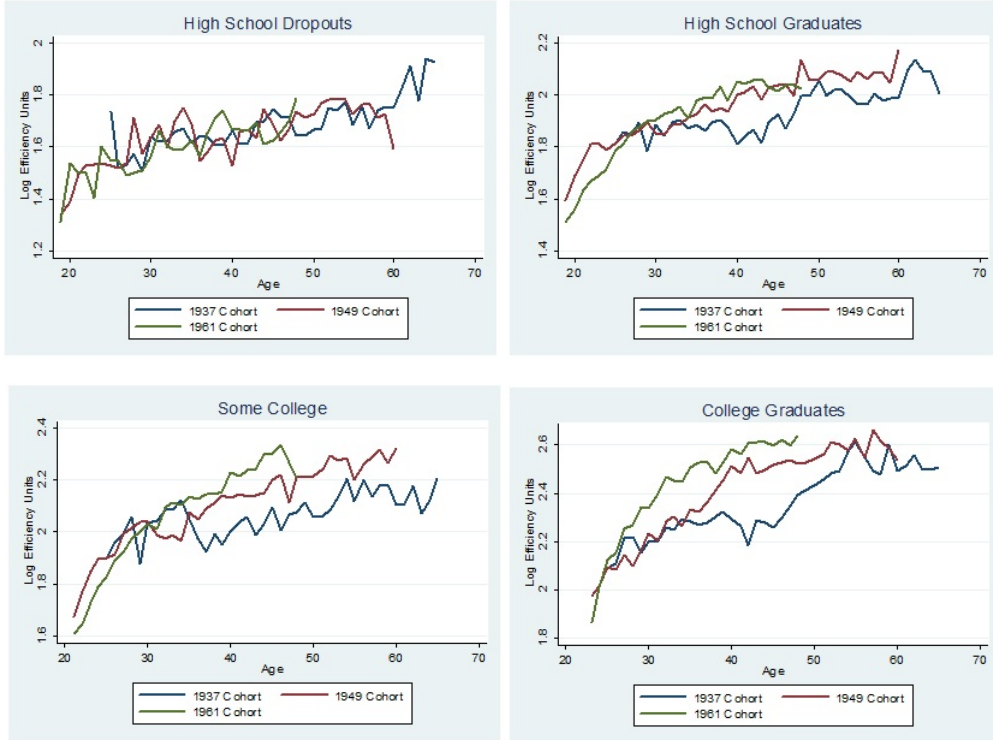 High School Dropouts
Log Efficiency Units
2
1.8
1.6
1.4
1.2
20 30 40 50 60 70
Age
1937 Cohort 1949 Cohort
1961 Cohort
High School Graduates
Log Efficiency Units
2.2
2
1.8
1.6
1.4
20 30 40 50 60 70
Age
1937 Cohort 1949 Cohort
1961 Cohort
Some College
Log Efficiency Units
2.4
2.2
2
1.8
1.6
20 30 40 50 60 70
Age
1937 Cohort 1949 Cohort
1961 Cohort
College Graduates
Log Efficiency Units
2.6
2.4
2.2
2
1.8
20 30 40 50 60 70
Age
1937 Cohort 1949 Cohort
1961 Cohort